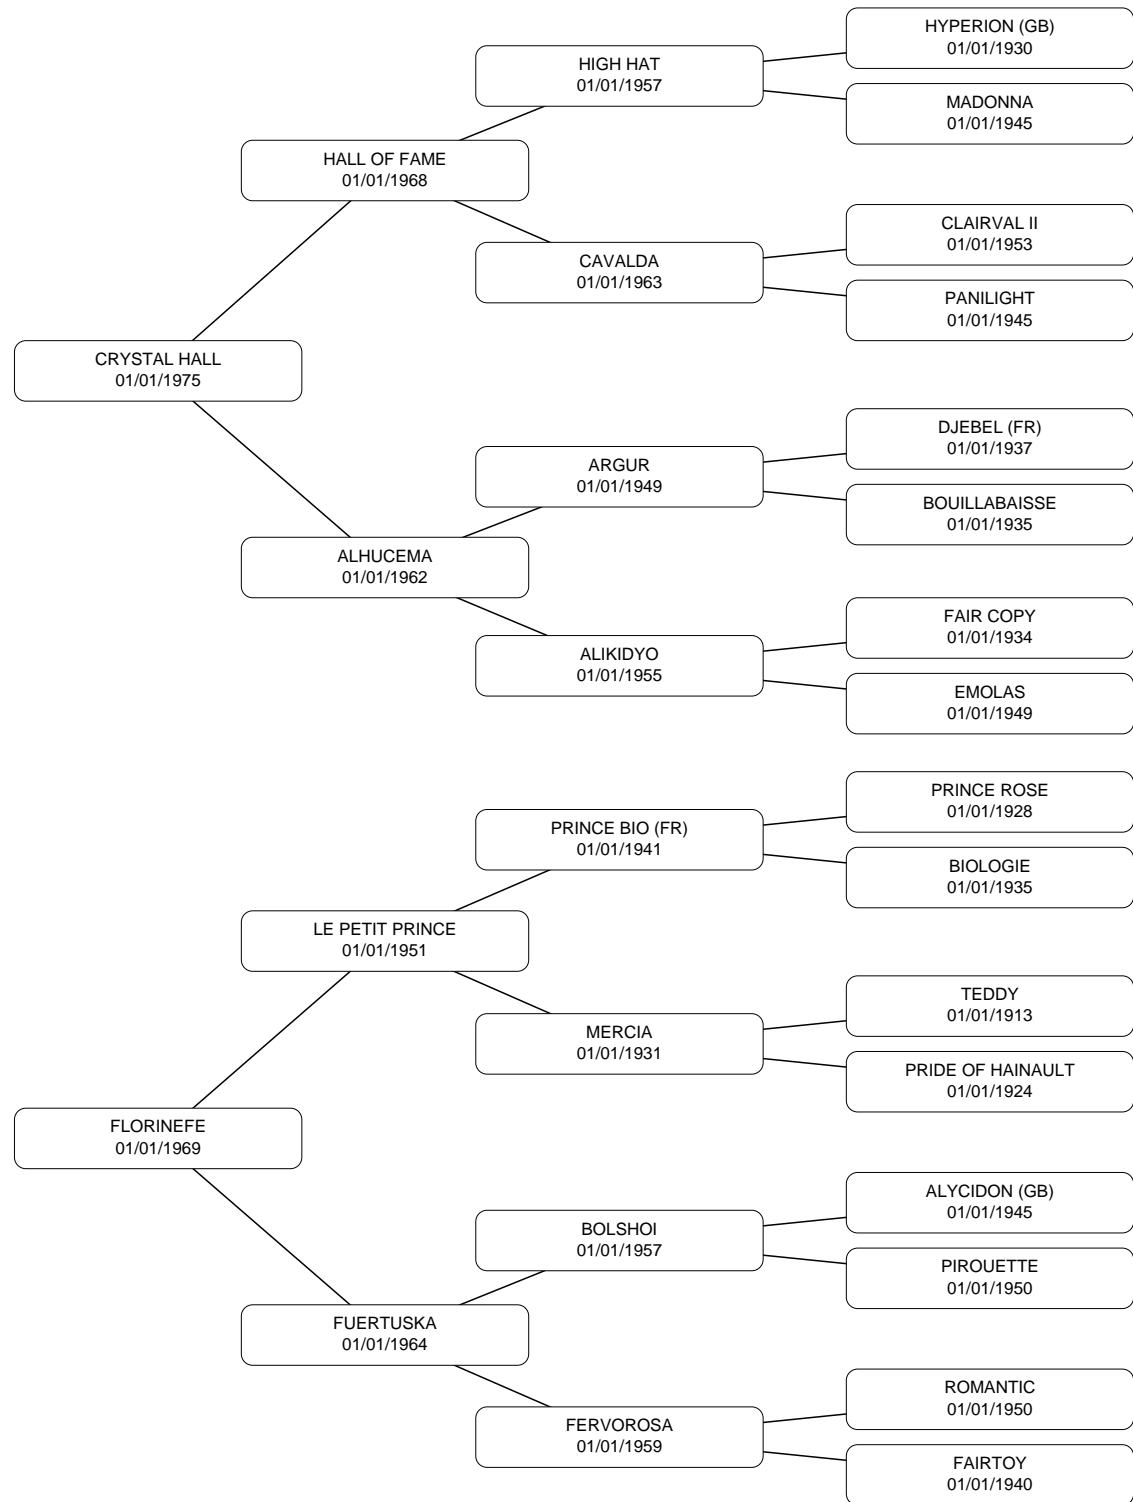 HYPERION (GB)
01/01/1930
HIGH HAT
01/01/1957
MADONNA
01/01/1945
HALL OF FAME
01/01/1968
CLAIRVAL II
01/01/1953
CAVALDA
01/01/1963
PANILIGHT
01/01/1945
CRYSTAL HALL
01/01/1975
DJEBEL (FR)
01/01/1937
ARGUR
01/01/1949
BOUILLABAISSE
01/01/1935
ALHUCEMA
01/01/1962
FAIR COPY
01/01/1934
ALIKIDYO
01/01/1955
EMOLAS
01/01/1949
PRINCE ROSE
01/01/1928
PRINCE BIO (FR)
01/01/1941
BIOLOGIE
01/01/1935
LE PETIT PRINCE
01/01/1951
TEDDY
01/01/1913
MERCIA
01/01/1931
PRIDE OF HAINAULT
01/01/1924
FLORINEFE
01/01/1969
ALYCIDON (GB)
01/01/1945
BOLSHOI
01/01/1957
PIROUETTE
01/01/1950
FUERTUSKA
01/01/1964
ROMANTIC
01/01/1950
FERVOROSA
01/01/1959
FAIRTOY
01/01/1940